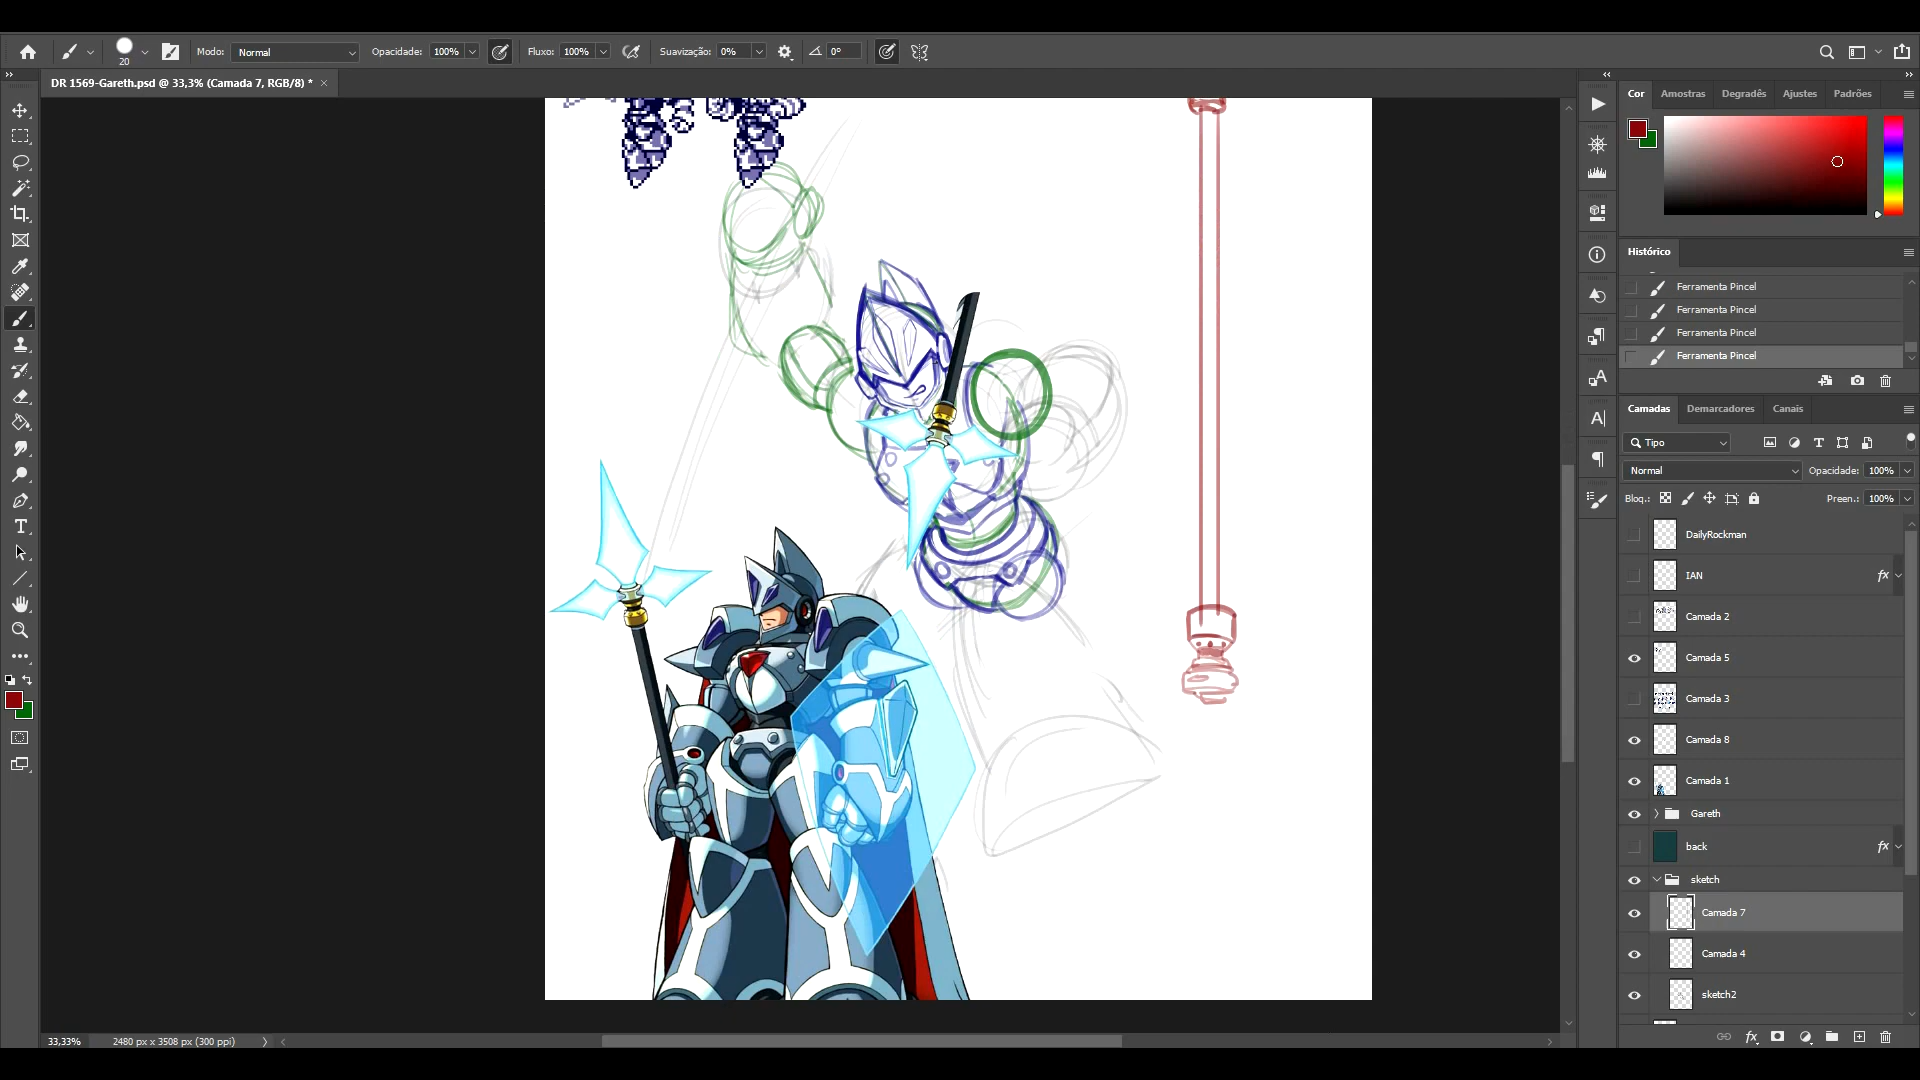 20
Modo: Normal
Opacidade: 100%
Fluxo: 100%
Suavização: 0%
0°
DR 1569-Gareth.psd @ 33,3% (Camada 7, RGB/8) * ×
Cor Amostras Degradês Ajustes Padrões
Histórico
Ferramenta Pincel
Ferramenta Pincel
Ferramenta Pincel
Ferramenta Pincel
Camadas Demarcadores Canais
Tipo
Normal Opacidade: 100%
Bloq.: Preen.: 100%
DailyRockman
IAN fx
Camada 2
Camada 5
Camada 3
Camada 8
Camada 1
Gareth
back fx
sketch
Camada 7
Camada 4
sketch2
33,33% 2480 px x 3508 px (300 ppi)